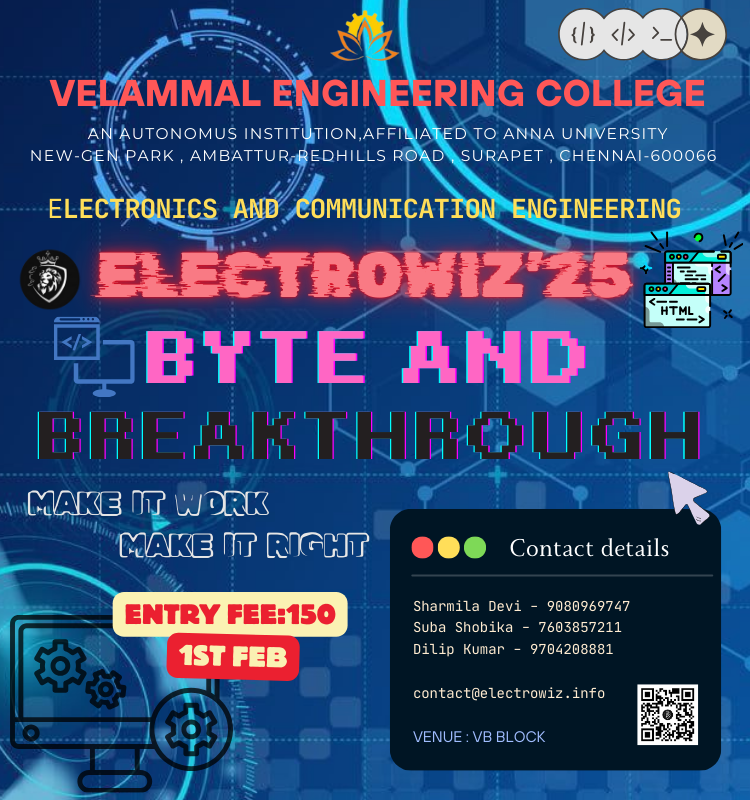 {/} </> >_
VELAMMAL ENGINEERING COLLEGE
AN AUTONOMUS INSTITUTION,AFFILIATED TO ANNA UNIVERSITY
NEW-GEN PARK , AMBATTUR-REDHILLS ROAD , SURAPET , CHENNAI-600066
ELECTRONICS AND COMMUNICATION ENGINEERING
ELECTROWIZ'25
HTML
</>
BYTE AND
BREAKTHROUGH
MAKE IT WORK
MAKE IT RIGHT
ENTRY FEE:150
1ST FEB
Contact details
Sharmila Devi - 9080969747
Suba Shobika - 7603857211
Dilip Kumar - 9704208881
contact@electrowiz.info
VENUE : VB BLOCK